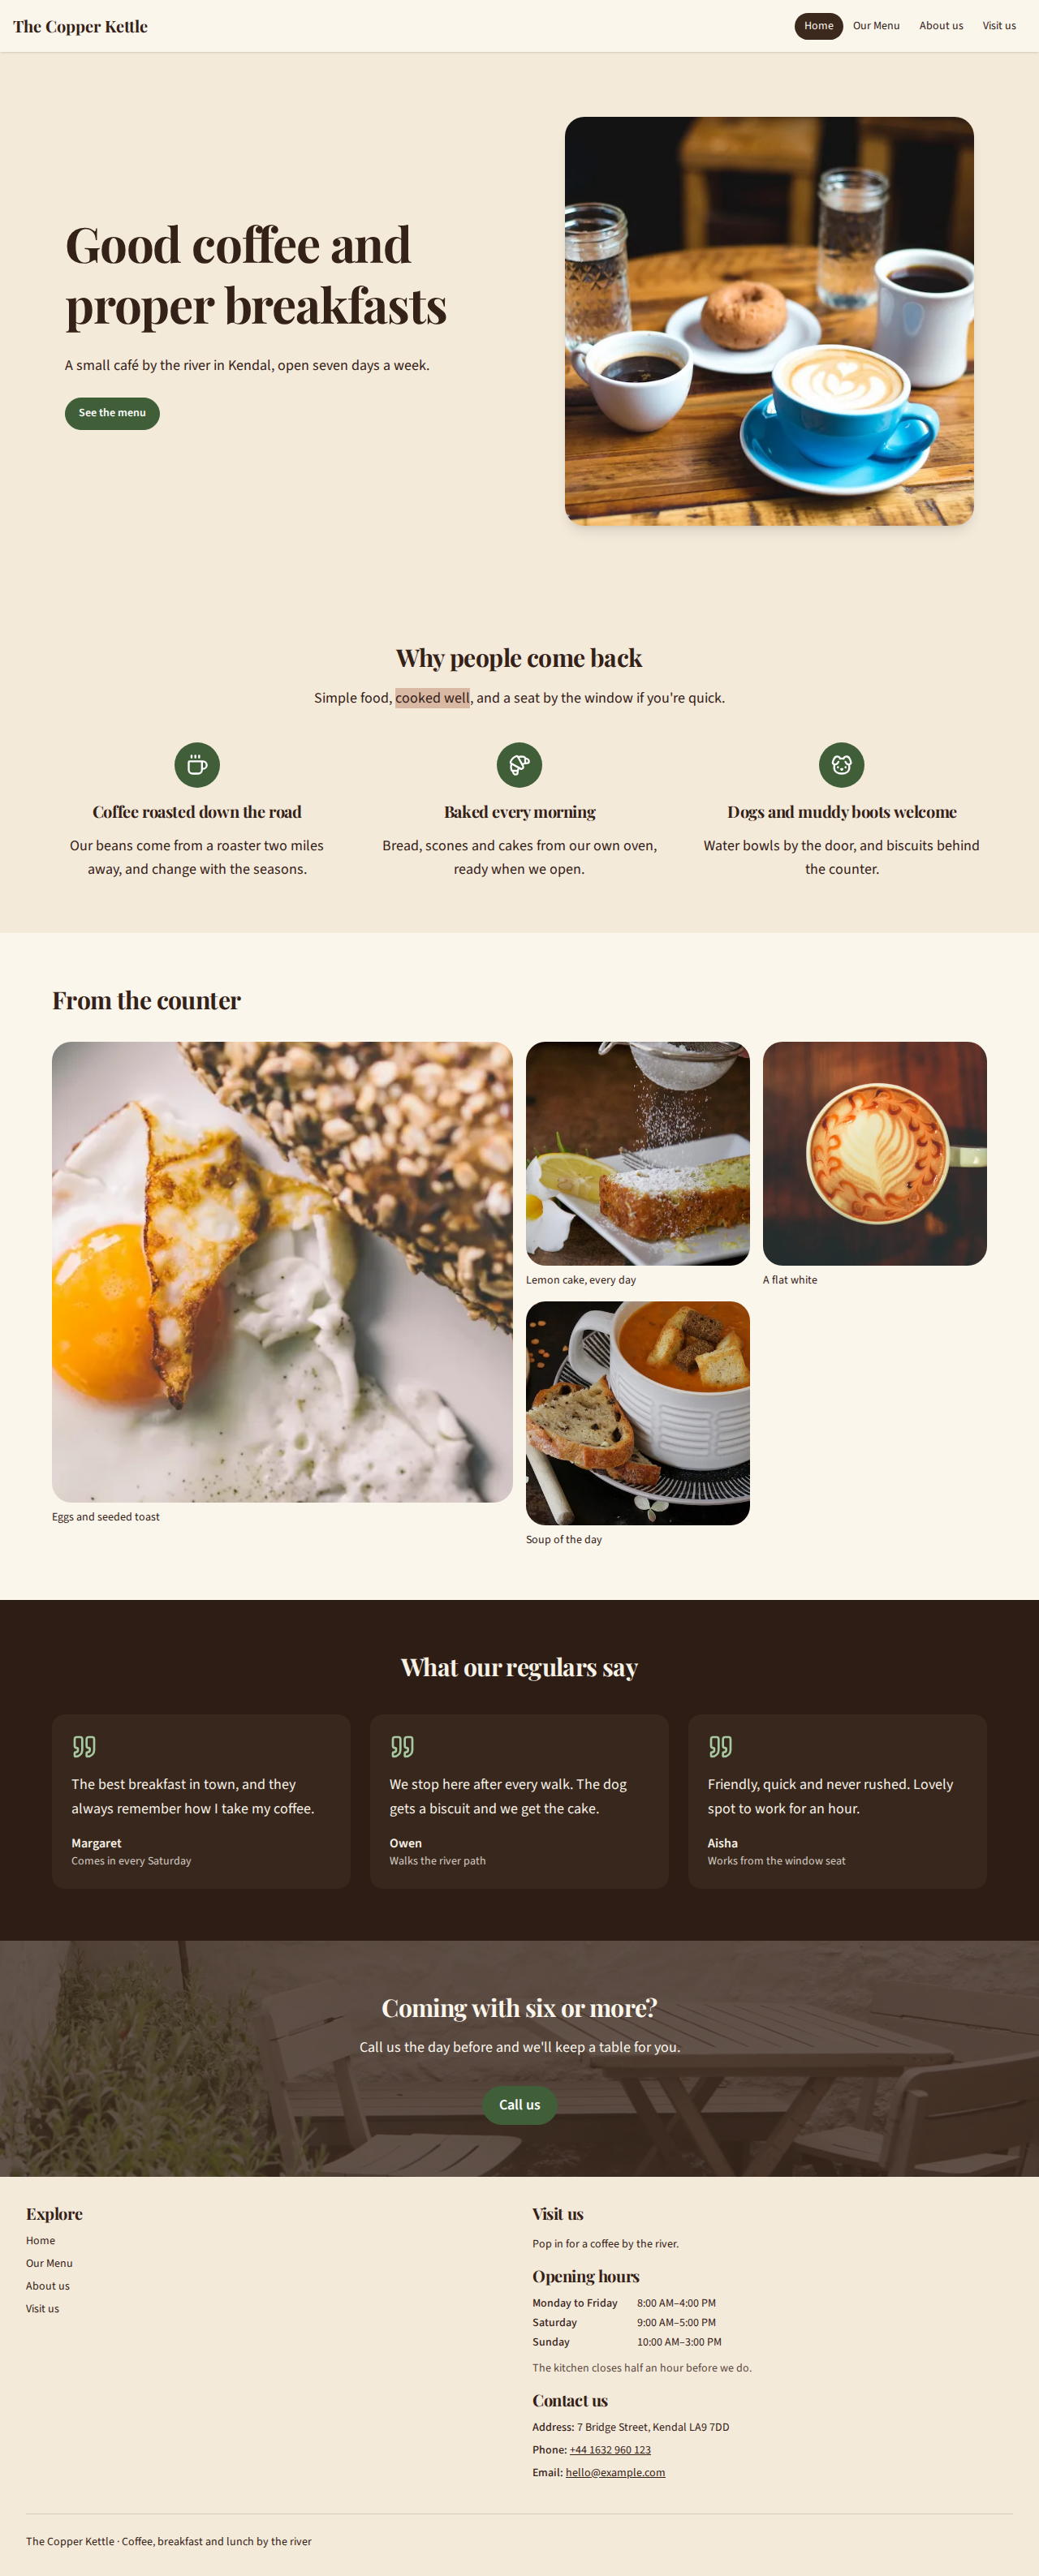 The Copper Kettle
Home
Our Menu
About us
Visit us
Good coffee and
proper breakfasts
A small café by the river in Kendal, open seven days a week.
See the menu
Why people come back
Simple food, cooked well, and a seat by the window if you're quick.
Coffee roasted down the road
Our beans come from a roaster two miles
away, and change with the seasons.
Baked every morning
Bread, scones and cakes from our own oven,
ready when we open.
Dogs and muddy boots welcome
Water bowls by the door, and biscuits behind
the counter.
From the counter
Eggs and seeded toast
Lemon cake, every day
A flat white
Soup of the day
What our regulars say
The best breakfast in town, and they
always remember how I take my coffee.
Margaret
Comes in every Saturday
We stop here after every walk. The dog
gets a biscuit and we get the cake.
Owen
Walks the river path
Friendly, quick and never rushed. Lovely
spot to work for an hour.
Aisha
Works from the window seat
Coming with six or more?
Call us the day before and we'll keep a table for you.
Call us
Explore
Home
Our Menu
About us
Visit us
Visit us
Pop in for a coffee by the river.
Opening hours
Monday to Friday 8:00 AM–4:00 PM
Saturday 9:00 AM–5:00 PM
Sunday 10:00 AM–3:00 PM
The kitchen closes half an hour before we do.
Contact us
Address: 7 Bridge Street, Kendal LA9 7DD
Phone: +44 1632 960 123
Email: hello@example.com
The Copper Kettle · Coffee, breakfast and lunch by the river